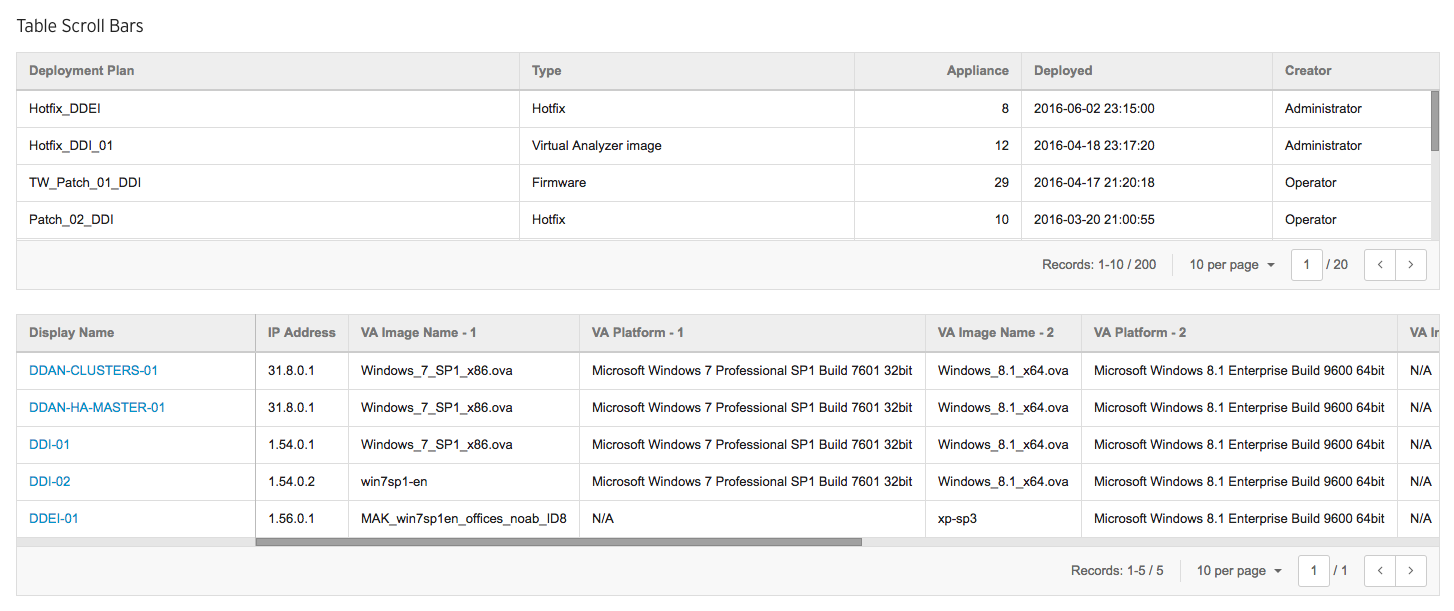 Table Scroll Bars
Deployment Plan Type Appliance Deployed Creator
Hotfix_DDEI Hotfix 8 2016-06-02 23:15:00 Administrator
Hotfix_DDI_01 Virtual Analyzer image 12 2016-04-18 23:17:20 Administrator
TW_Patch_01_DDI Firmware 29 2016-04-17 21:20:18 Operator
Patch_02_DDI Hotfix 10 2016-03-20 21:00:55 Operator
Records: 1-10 / 200 10 per page 1 / 20
Display Name IP Address VA Image Name - 1 VA Platform - 1 VA Image Name - 2 VA Platform - 2 VA
DDAN-CLUSTERS-01 31.8.0.1 Windows_7_SP1_x86.ova Microsoft Windows 7 Professional SP1 Build 7601 32bit Windows_8.1_x64.ova Microsoft Windows 8.1 Enterprise Build 9600 64bit N/A
DDAN-HA-MASTER-01 31.8.0.1 Windows_7_SP1_x86.ova Microsoft Windows 7 Professional SP1 Build 7601 32bit Windows_8.1_x64.ova Microsoft Windows 8.1 Enterprise Build 9600 64bit N/A
DDI-01 1.54.0.1 Windows_7_SP1_x86.ova Microsoft Windows 7 Professional SP1 Build 7601 32bit Windows_8.1_x64.ova Microsoft Windows 8.1 Enterprise Build 9600 64bit N/A
DDI-02 1.54.0.2 win7sp1-en Microsoft Windows 7 Professional SP1 Build 7601 32bit Windows_8.1_x64.ova Microsoft Windows 8.1 Enterprise Build 9600 64bit N/A
DDEI-01 1.56.0.1 MAK_win7sp1en_offices_noab_ID8 N/A xp-sp3 Microsoft Windows 8.1 Enterprise Build 9600 64bit N/A
Records: 1-5 / 5 10 per page 1 / 1